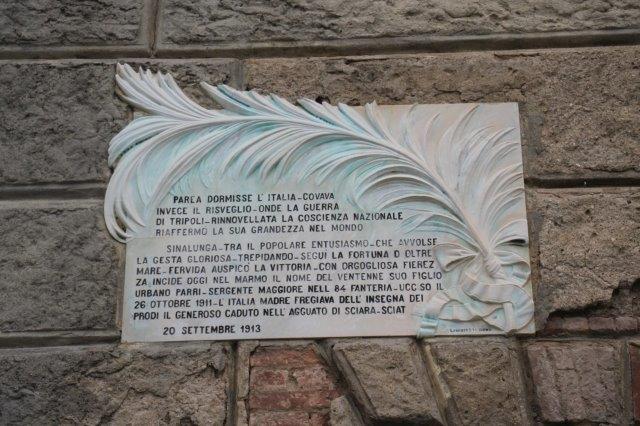 PAREA DORMISSE L'ITALIA-COVAVA
INVECE IL RISVEGLIO-ONDE LA GUERRA
DI TRIPOLI-RINNOVELLATA LA COSCIENZA NAZIONALE
RIAFFERMÒ LA SUA GRANDEZZA NEL MONDO
SINALUNGA-TRA IL POPOLARE ENTUSIASMO-CHE AVVOLSE
LA GESTA GLORIOSA-TREPIDANDO-SEGUÌ LA FORTUNA D'OLTRE
MARE-FERVIDA AUSPICÒ LA VITTORIA-CON ORGOGLIOSA FIEREZ
ZA INCIDE OGGI NEL MARMO IL NOME DEL VENTENNE SUO FIGLIO
URBANO PARRI-SERGENTE MAGGIORE NELL' 84 FANTERIA-UCCISO IL
26 OTTOBRE 1911-L'ITALIA MADRE FREGIAVA DELL'INSEGNA DEI
PRODI IL GENEROSO CADUTO NELL'AGGUATO DI SCIARA-SCIAT
20 SETTEMBRE 1913